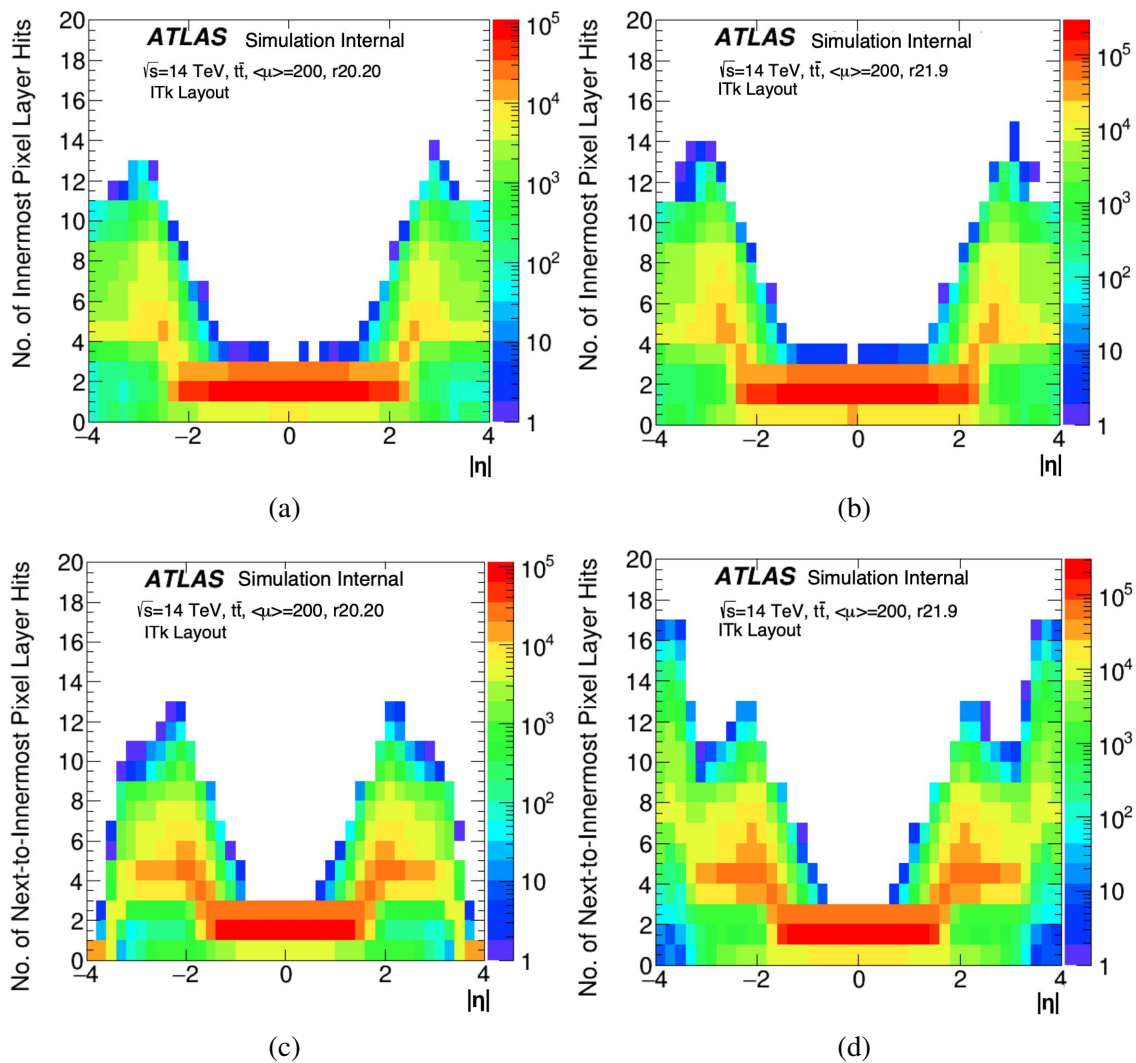 No. of Innermost Pixel Layer Hits
20
18
16
14
12
10
8
6
4
2
0
ATLAS Simulation Internal
√s=14 TeV, tt̄, <μ>=200, r20.20
ITk Layout
−4 −2 0 2 4
|η|
10^5
10^4
10^3
10^2
10
1
(a)
No. of Innermost Pixel Layer Hits
20
18
16
14
12
10
8
6
4
2
0
ATLAS Simulation Internal
√s=14 TeV, tt̄, <μ>=200, r21.9
ITk Layout
−4 −2 0 2 4
|η|
10^5
10^4
10^3
10^2
10
1
(b)
No. of Next-to-Innermost Pixel Layer Hits
20
18
16
14
12
10
8
6
4
2
0
ATLAS Simulation Internal
√s=14 TeV, tt̄, <μ>=200, r20.20
ITk Layout
−4 −2 0 2 4
|η|
10^5
10^4
10^3
10^2
10
1
(c)
No. of Next-to-Innermost Pixel Layer Hits
20
18
16
14
12
10
8
6
4
2
0
ATLAS Simulation Internal
√s=14 TeV, tt̄, <μ>=200, r21.9
ITk Layout
−4 −2 0 2 4
|η|
10^5
10^4
10^3
10^2
10
1
(d)